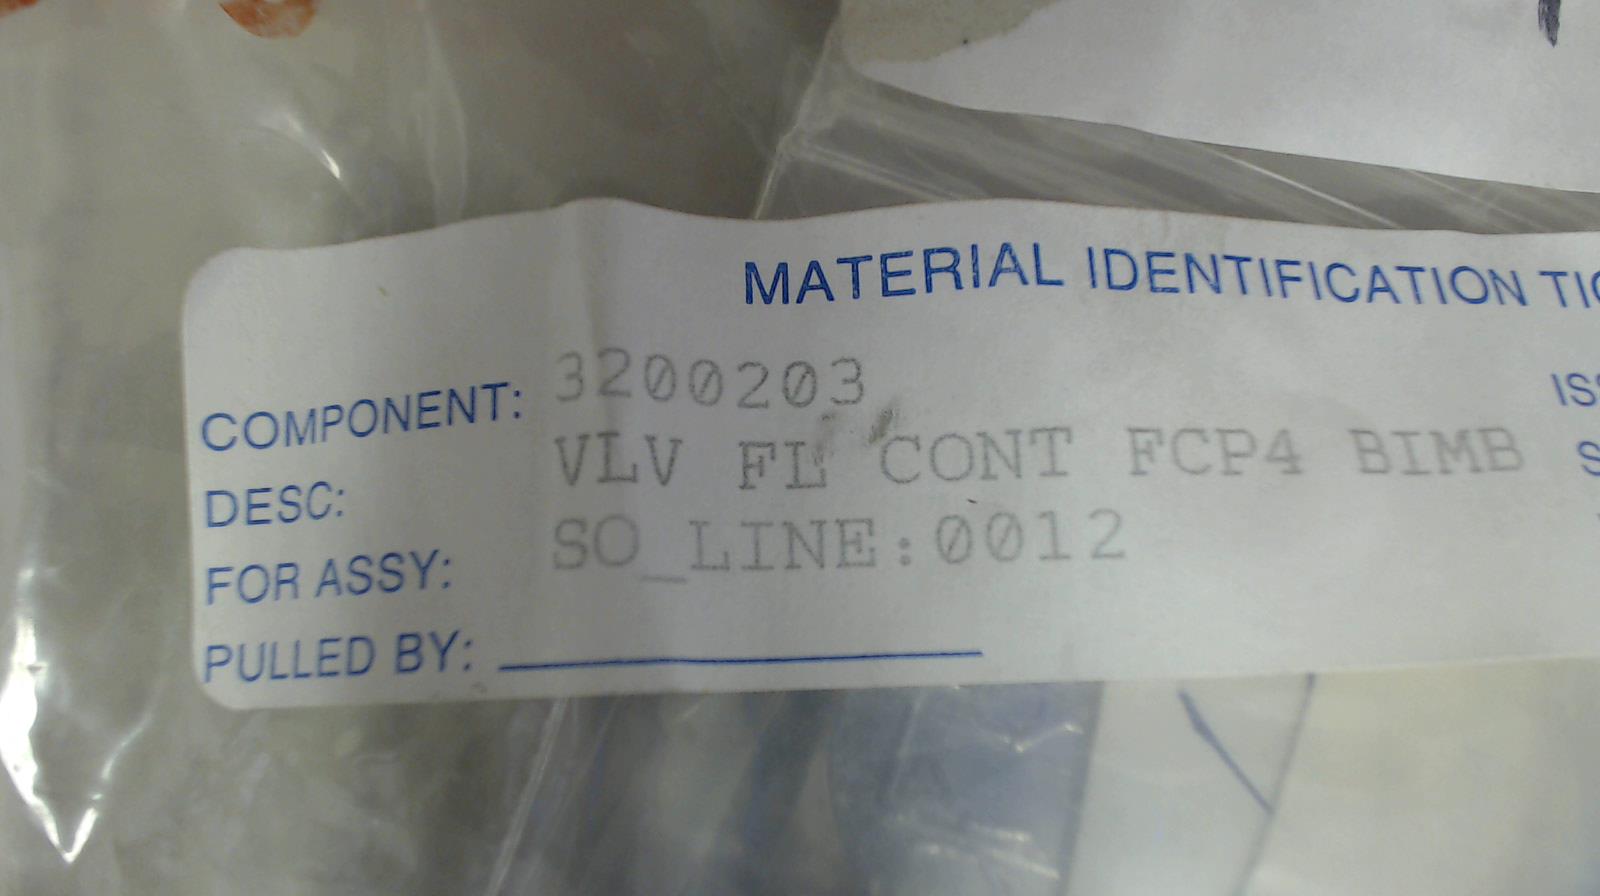 MATERIAL IDENTIFICATION
COMPONENT: 3200203
DESC: VLV FL CONT FCP4 BIMB
FOR ASSY: SO_LINE:0012
PULLED BY: